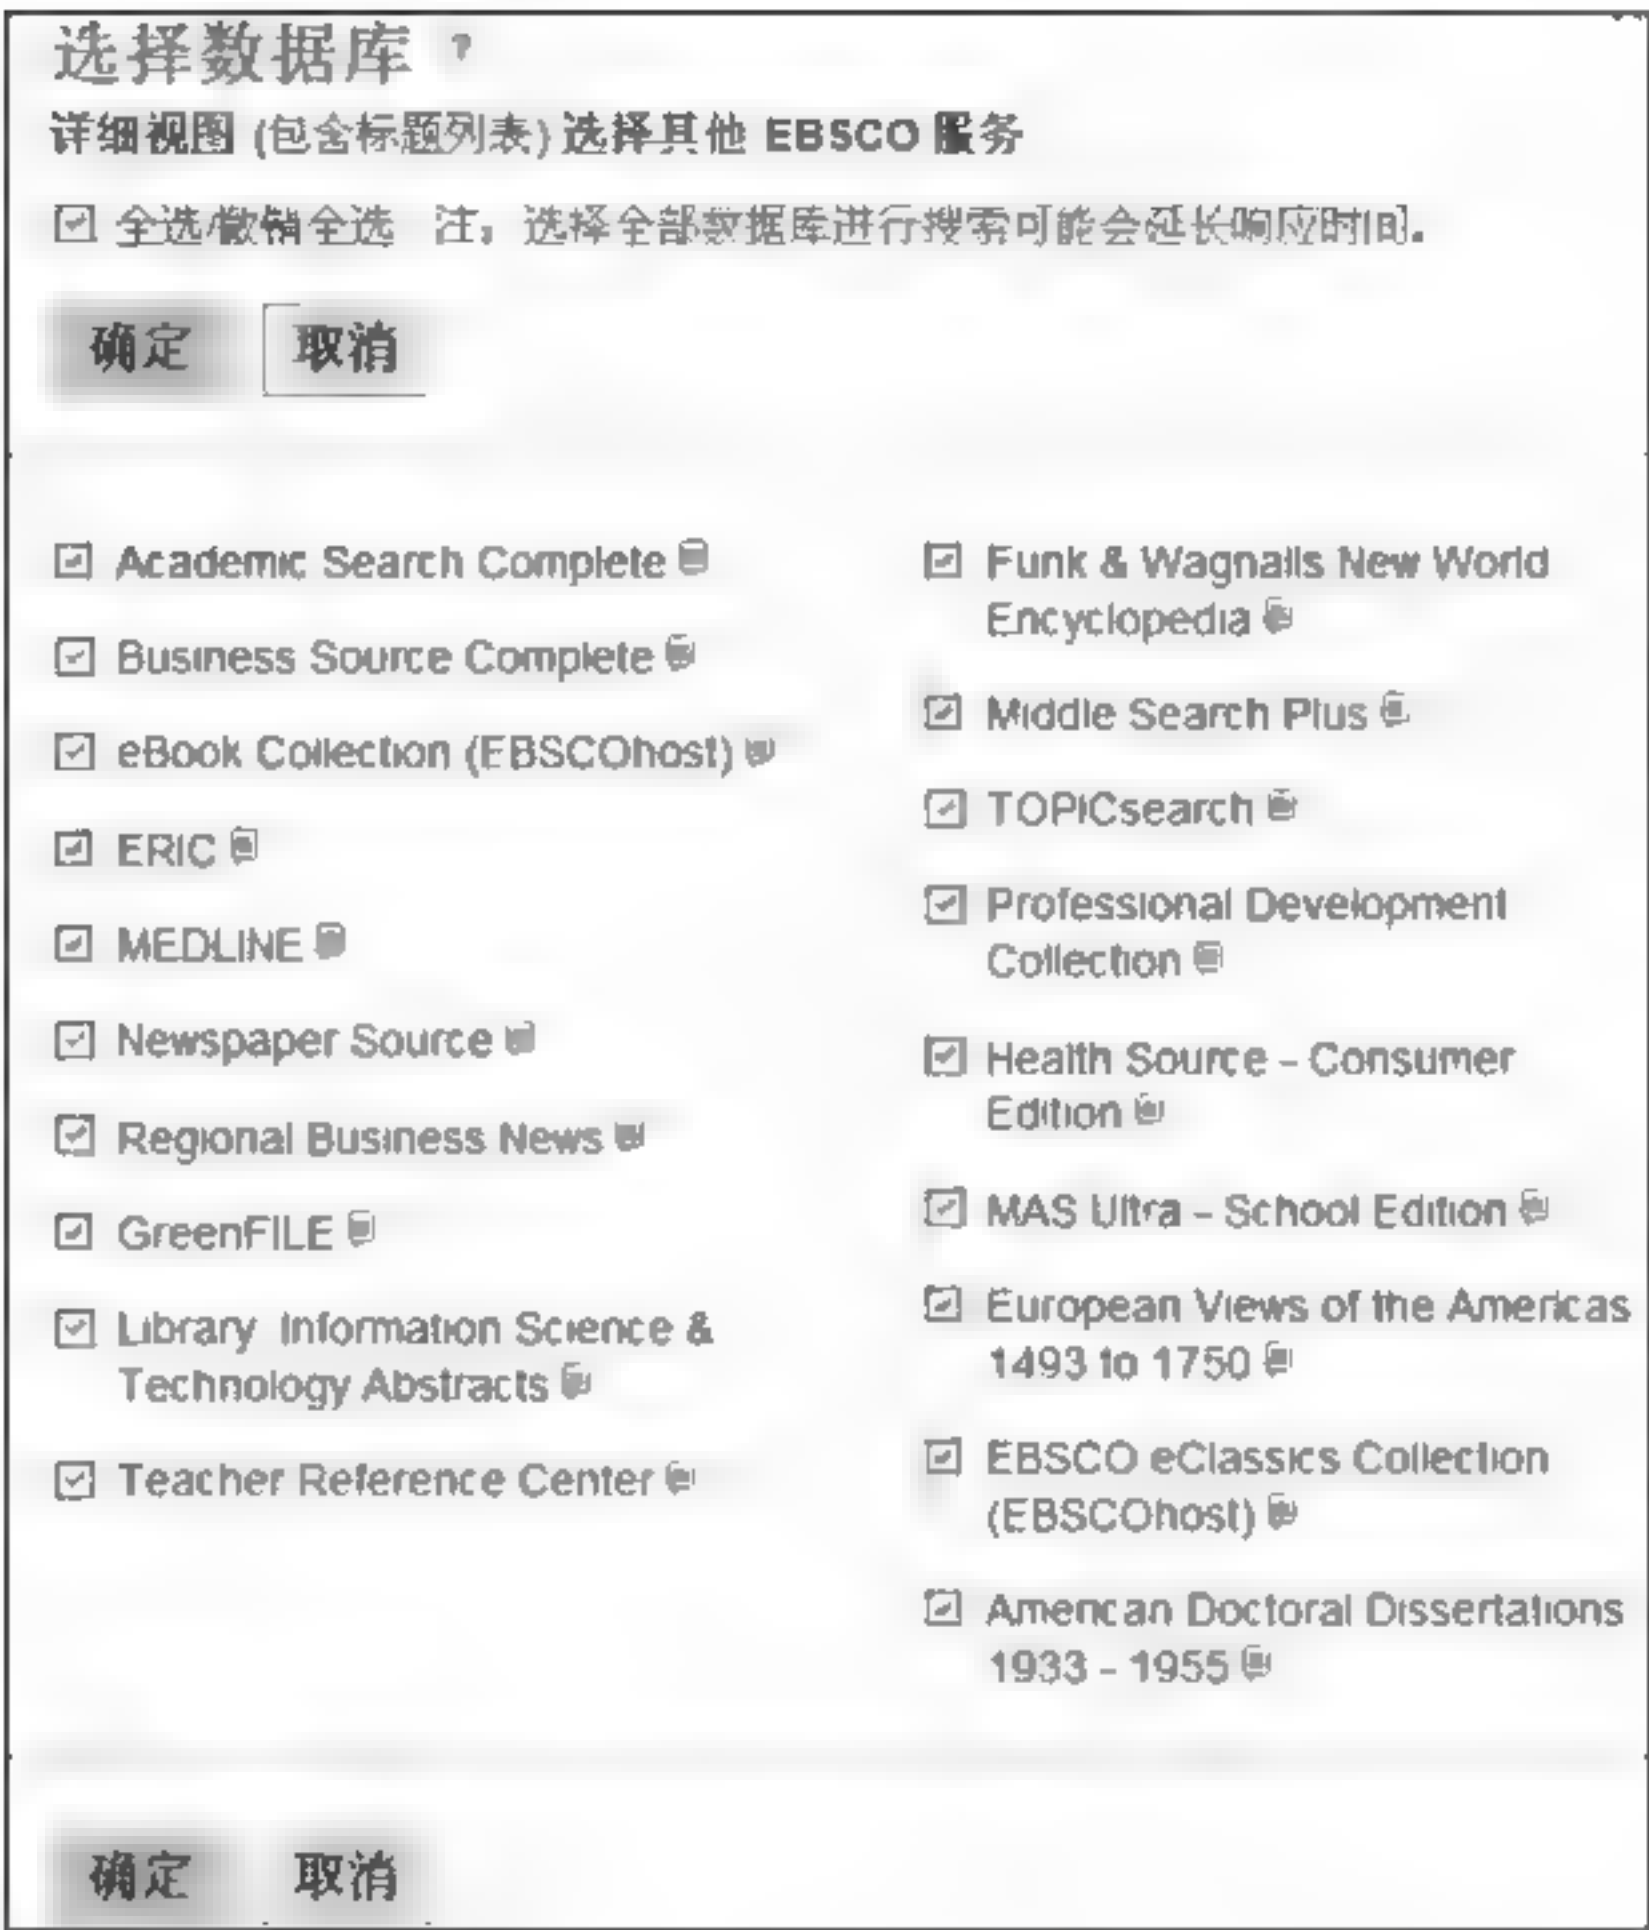 选择数据库 ?
详细视图 (包含标题列表) 选择其他 EBSCO 服务
全选/撤销全选 注: 选择全部数据库进行搜索可能会延长响应时间。
确定 取消
Academic Search Complete
Business Source Complete
eBook Collection (EBSCOhost)
ERIC
MEDLINE
Newspaper Source
Regional Business News
GreenFILE
Library, Information Science &
Technology Abstracts
Teacher Reference Center
Funk & Wagnalls New World
Encyclopedia
Middle Search Plus
TOPICsearch
Professional Development
Collection
Health Source - Consumer
Edition
MAS Ultra - School Edition
European Views of the Americas
1493 to 1750
EBSCO eClassics Collection
(EBSCOhost)
American Doctoral Dissertations
1933 - 1955
确定 取消